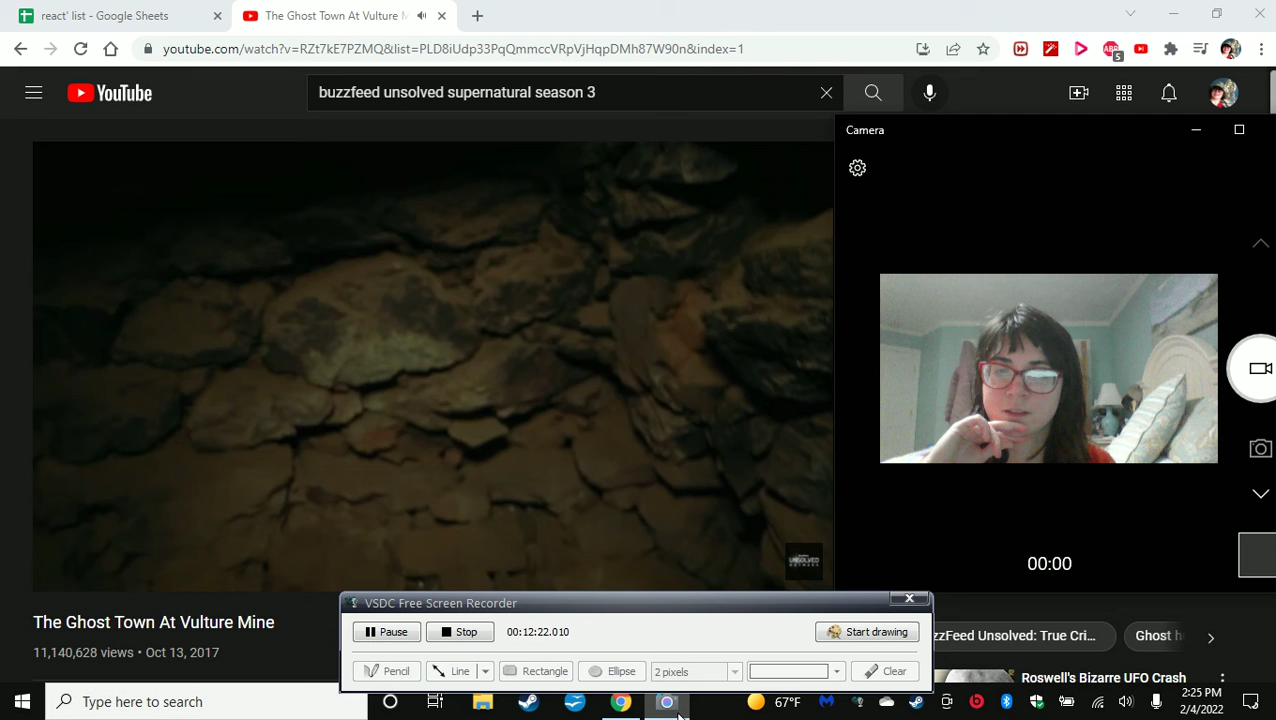 react' list - Google Sheets
The Ghost Town At Vulture M
youtube.com/watch?v=RZt7kE7PZMQ&list=PLD8iUdp33PqQmmccVRpVjHqpDMh87W90n&index=1
5
YouTube
buzzfeed unsolved supernatural season 3
Camera
00:00
UNSOLVED
NETWORK
VSDC Free Screen Recorder
Pause
Stop
00:12:22.010
Start drawing
Pencil
Line
Rectangle
Ellipse
2 pixels
Clear
The Ghost Town At Vulture Mine
11,140,628 views • Oct 13, 2017
zzFeed Unsolved: True Cri...
Ghost h
Roswell's Bizarre UFO Crash
Type here to search
67°F
2:25 PM
2/4/2022